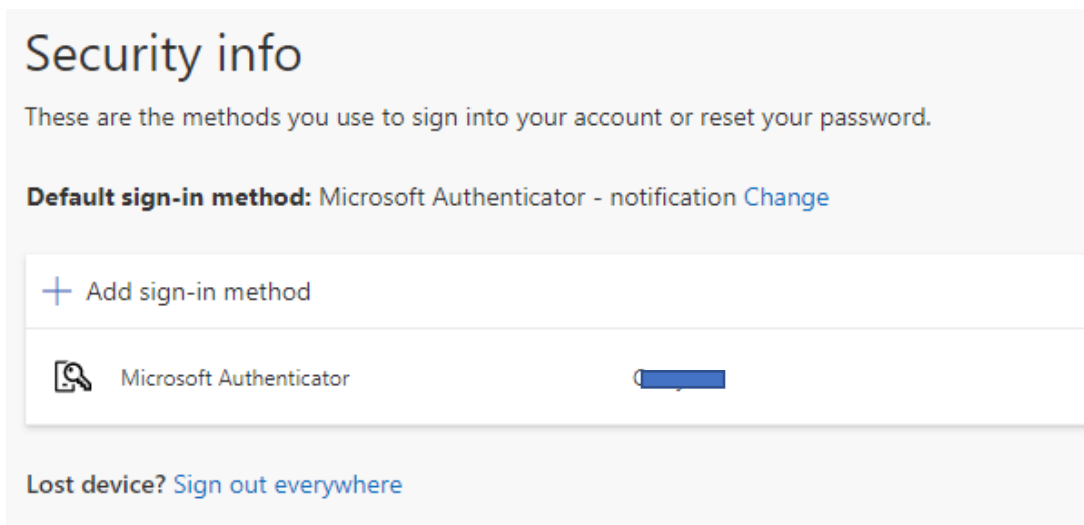 Security info
These are the methods you use to sign into your account or reset your password.
Default sign-in method: Microsoft Authenticator - notification Change
Add sign-in method
Microsoft Authenticator
Lost device? Sign out everywhere